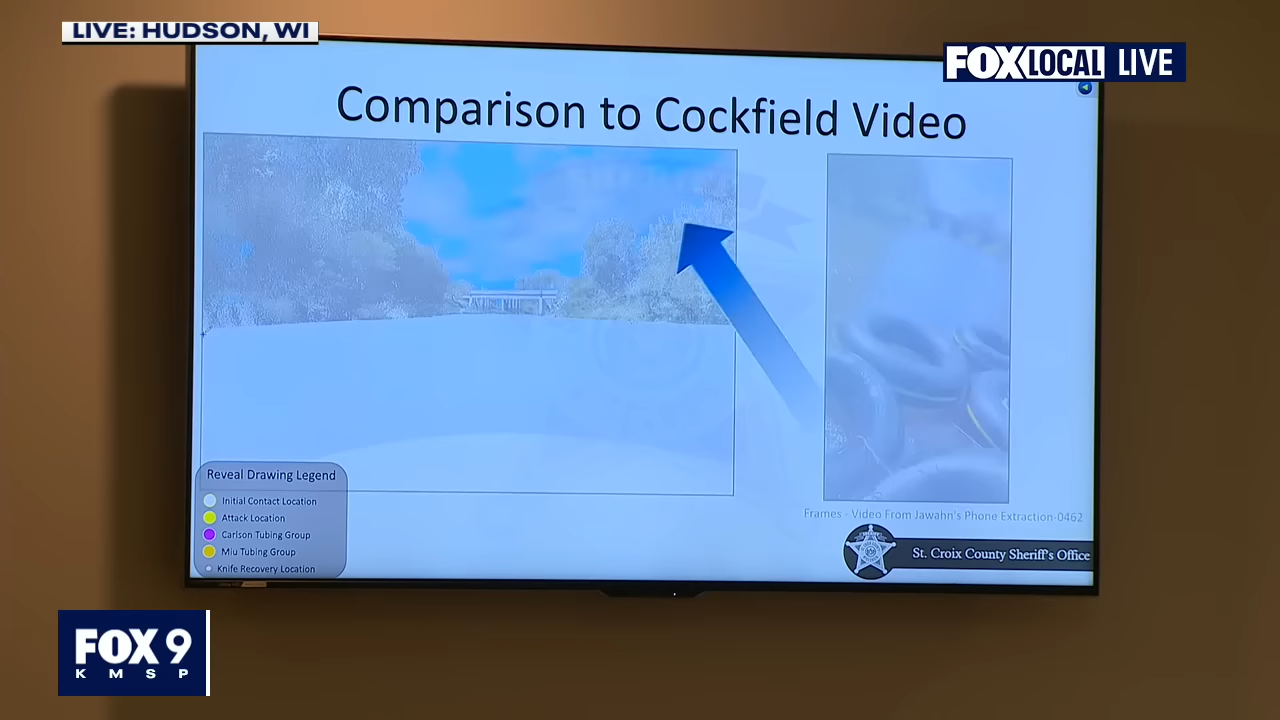 LIVE: HUDSON, WI
FOX LOCAL LIVE
Comparison to Cockfield Video
Reveal Drawing Legend
Initial Contact Location
Attack Location
Carlson Tubing Group
Miu Tubing Group
Knife Recovery Location
Frames - Video From Jawahn's Phone Extraction-0462
St. Croix County Sheriff's Office
FOX 9
KMSP